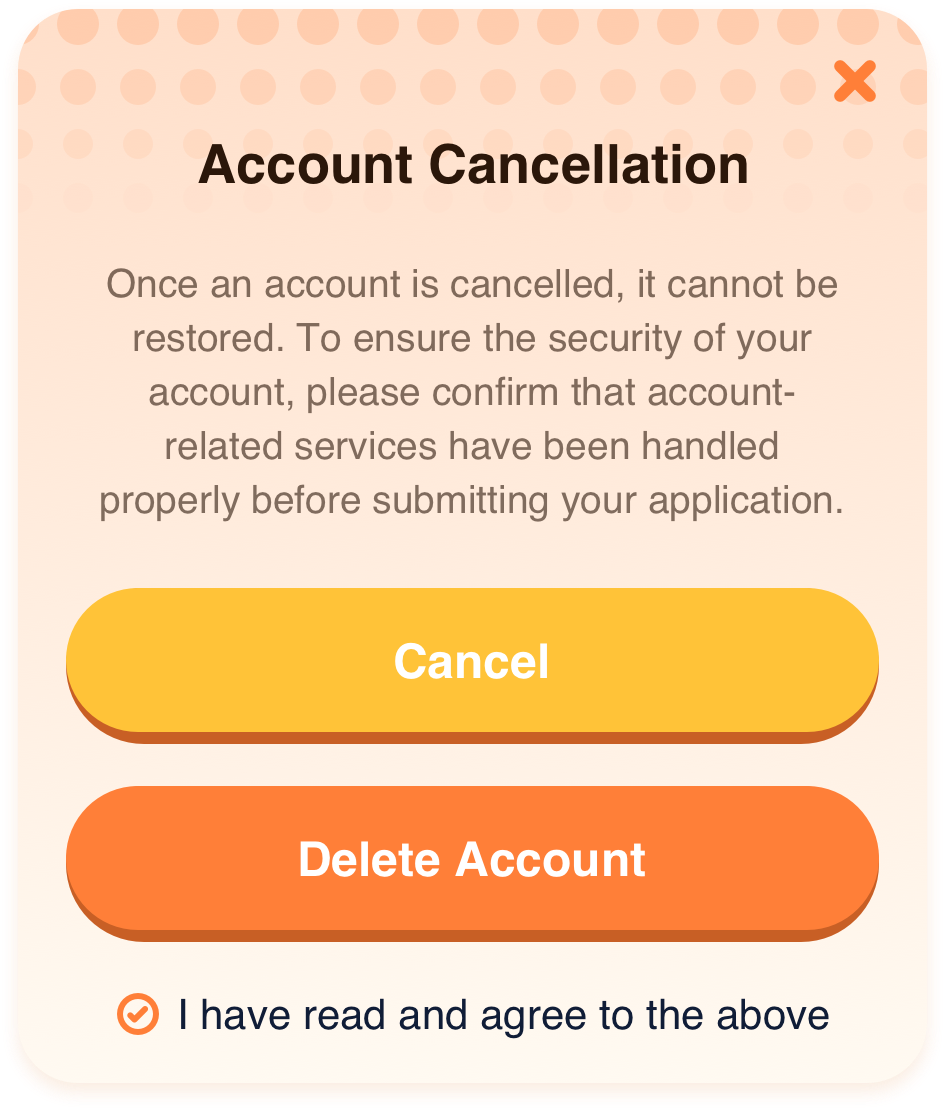 Account Cancellation
Once an account is cancelled, it cannot be
restored. To ensure the security of your
account, please confirm that account-
related services have been handled
properly before submitting your application.
Cancel
Delete Account
I have read and agree to the above